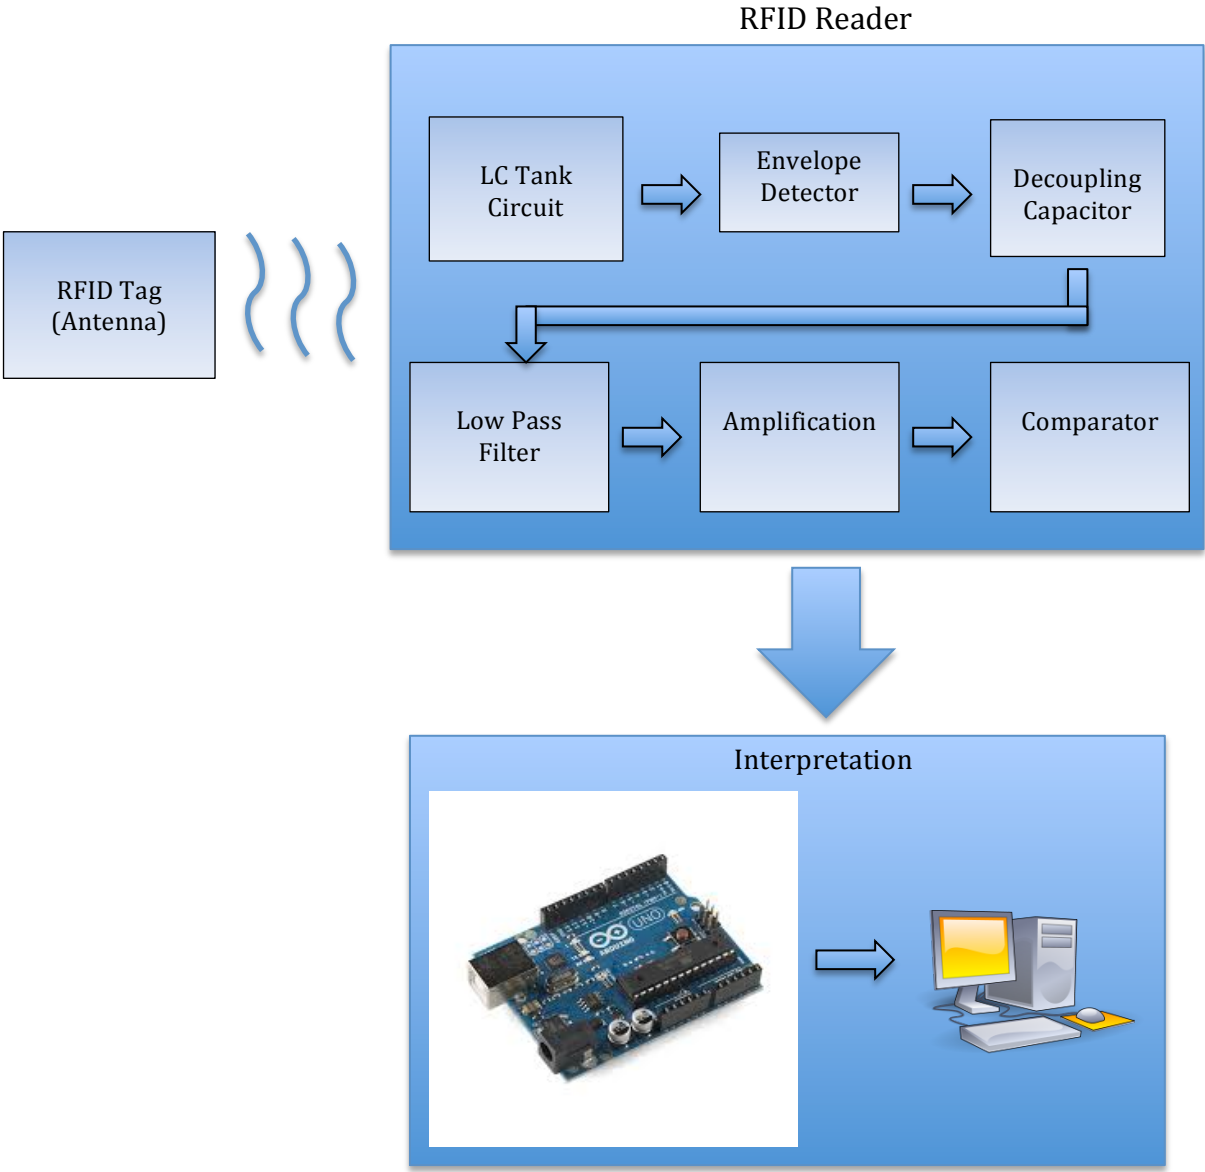 RFID Reader
LC Tank
Circuit
Envelope
Detector
Decoupling
Capacitor
RFID Tag
(Antenna)
Low Pass
Filter
Amplification
Comparator
Interpretation
UNO
ARDUINO